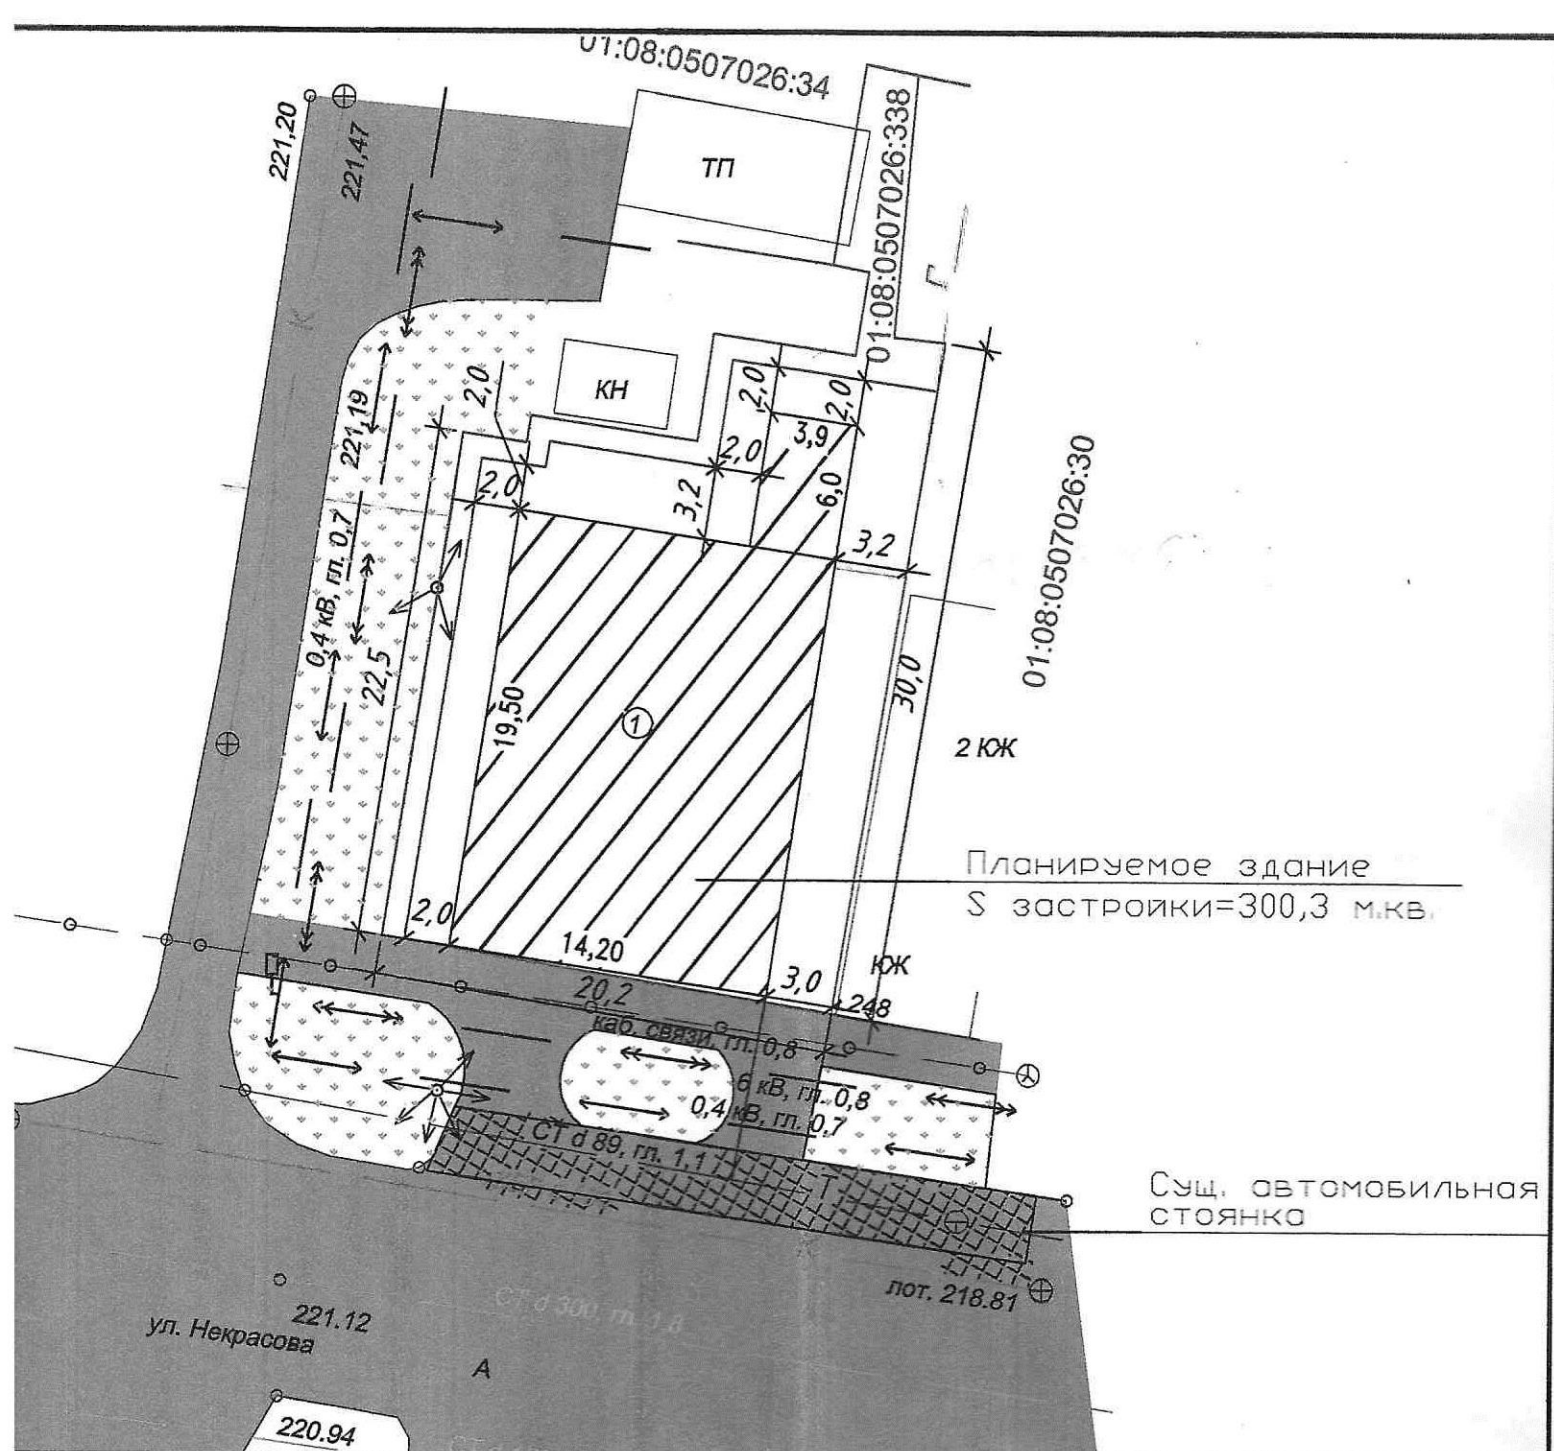 01:08:0507026:34
221,20
221,47
ТП
01:08:0507026:338
Г
К
КН
2,0
2,0
2,0
221,19
3,9
2,0
2,0
6,0
3,2
3,2
01:08:0507026:30
0,4 кВ, гл. 0,7
22,5
19,50
1
30,0
2 КЖ
Планируемое здание
S застройки=300,3 м.кв.
2,0
14,20
КЖ
20,2
3,0
248
каб. связи, гл. 0,8
6 кВ, гл. 0,8
0,4 кВ, гл. 0,7
СТ d 89, гл. 1,1
Т
Сущ. автомобильная
стоянка
лот. 218.81
221.12
ул. Некрасова
СТ d 300, гл. 1,8
А
220.94